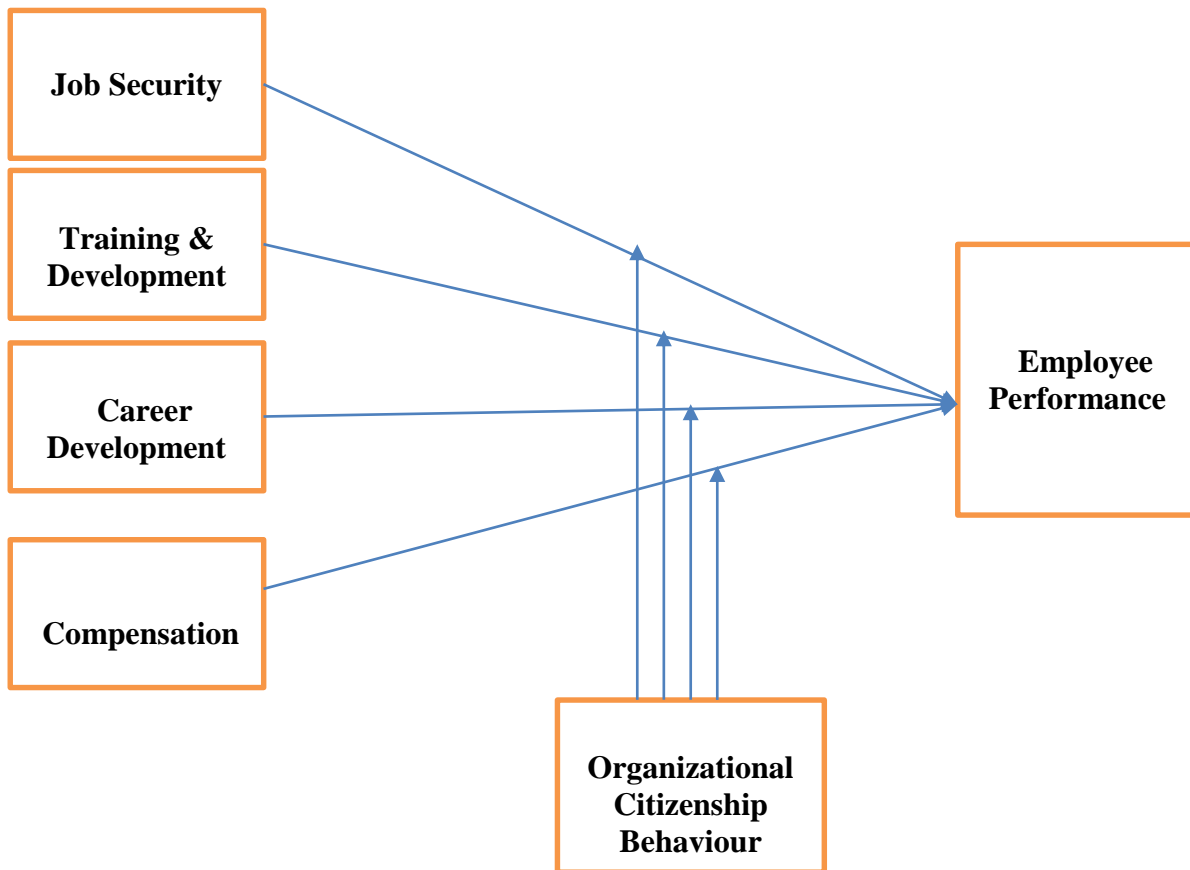 Job Security
Training &
Development
Career
Development
Compensation
Employee
Performance
Organizational
Citizenship
Behaviour